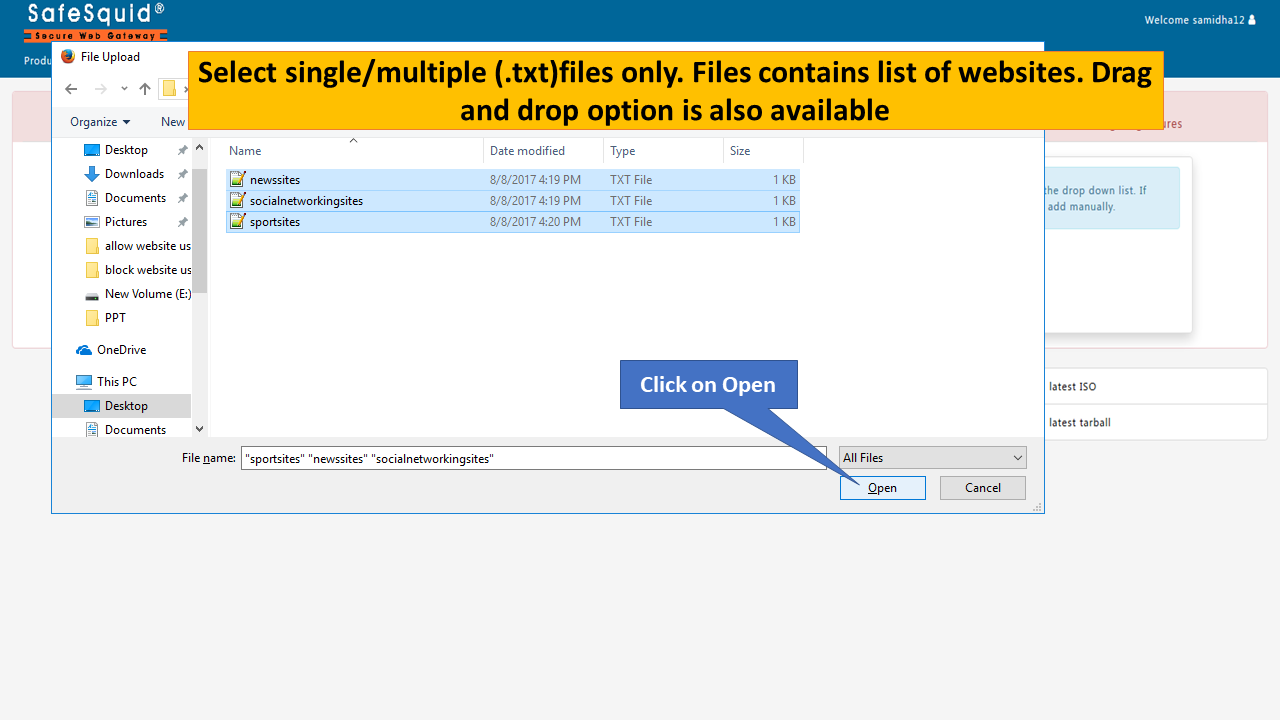 SafeSquid®
Secure Web Gateway
Welcome samidha12
Produ
File Upload
Select single/multiple (.txt)files only. Files contains list of websites. Drag
and drop option is also available
Organize
New
ures
Name
Date modified
Type
Size
Desktop
Downloads
Documents
Pictures
allow website us
block website us
New Volume (E:)
PPT
OneDrive
This PC
Desktop
Documents
newssites 8/8/2017 4:19 PM TXT File 1 KB
socialnetworkingsites 8/8/2017 4:19 PM TXT File 1 KB
sportsites 8/8/2017 4:20 PM TXT File 1 KB
the drop down list. If
add manually.
Click on Open
latest ISO
latest tarball
File name: "sportsites" "newssites" "socialnetworkingsites"
All Files
Open
Cancel